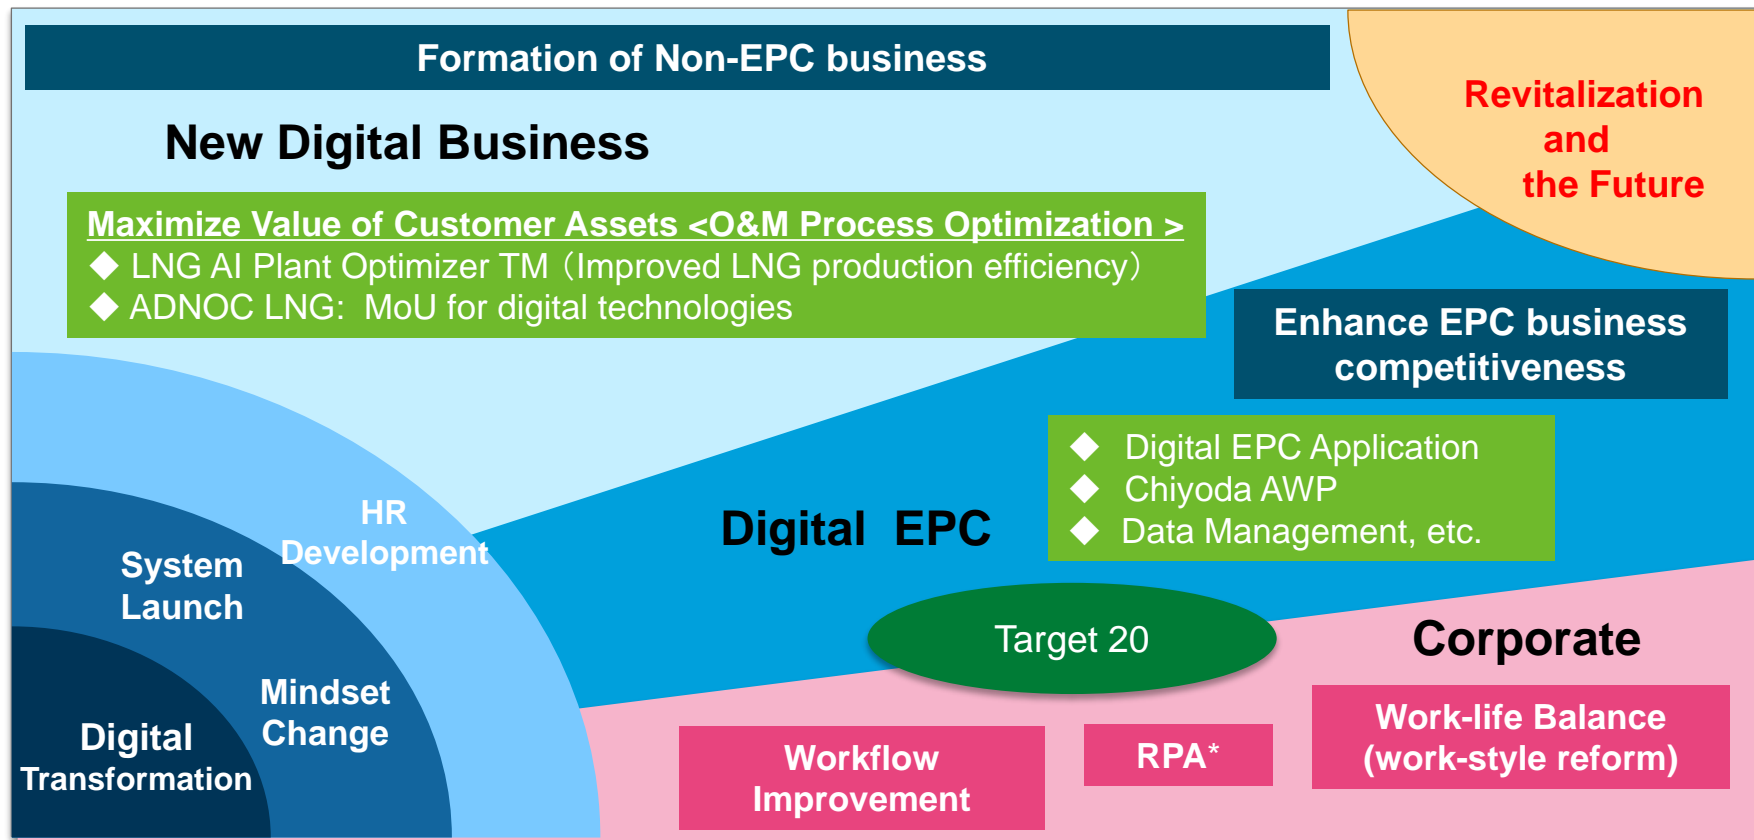 Formation of Non-EPC business
Revitalization
and
the Future
New Digital Business
Maximize Value of Customer Assets <O&M Process Optimization >
◆ LNG AI Plant Optimizer TM（Improved LNG production efficiency）
◆ ADNOC LNG: MoU for digital technologies
Enhance EPC business
competitiveness
◆ Digital EPC Application
◆ Chiyoda AWP
◆ Data Management, etc.
Digital EPC
HR
Development
System
Launch
Mindset
Change
Digital
Transformation
Target 20
Corporate
Workflow
Improvement
RPA*
Work-life Balance
(work-style reform)